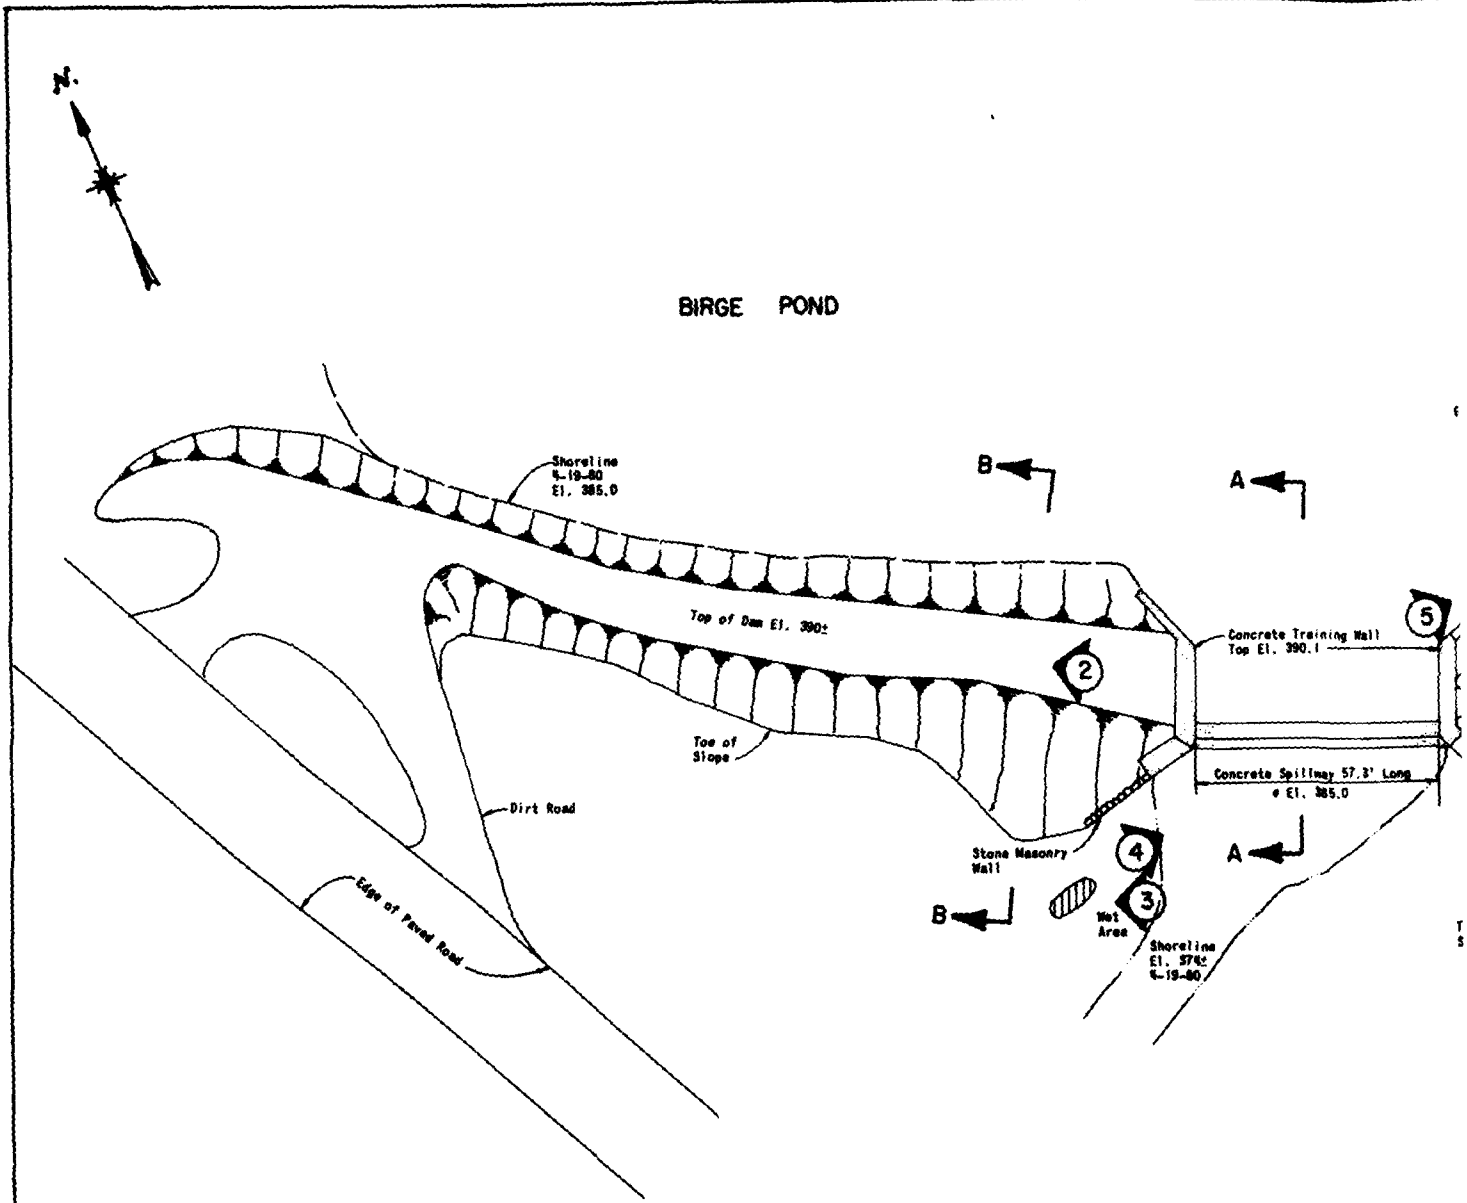 N.
BIRGE POND
Shoreline
4-19-80
El. 385.0
B
A
5
Top of Dam El. 390±
Concrete Training Wall
Top El. 390.1
2
Toe of
Slope
Concrete Spillway 57.3' Long
El. 385.0
Dirt Road
Stone Masonry
Wall
4
A
Edge of Paved Road
B
3
Wet
Area
Shoreline
El. 374±
4-19-80
T
S